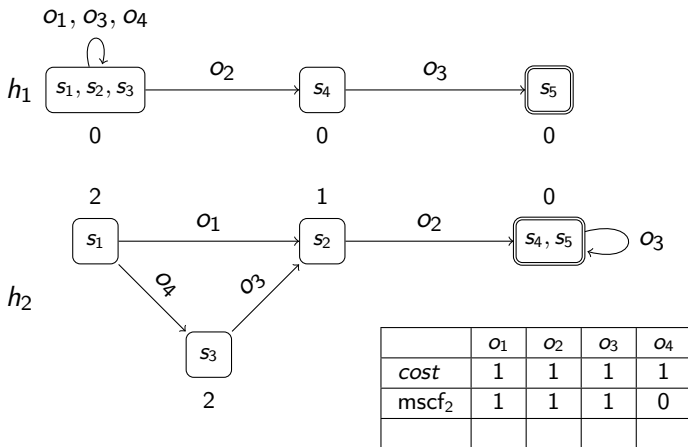 o₁, o₃, o₄
h₁ s₁, s₂, s₃ o₂ s₄ o₃ s₅
0 0 0
2 1 0
s₁ o₁ s₂ o₂ s₄, s₅ o₃
o₄ o₃
h₂
s₃
2
o₁ o₂ o₃ o₄
cost 1 1 1 1
mscf₂ 1 1 1 0